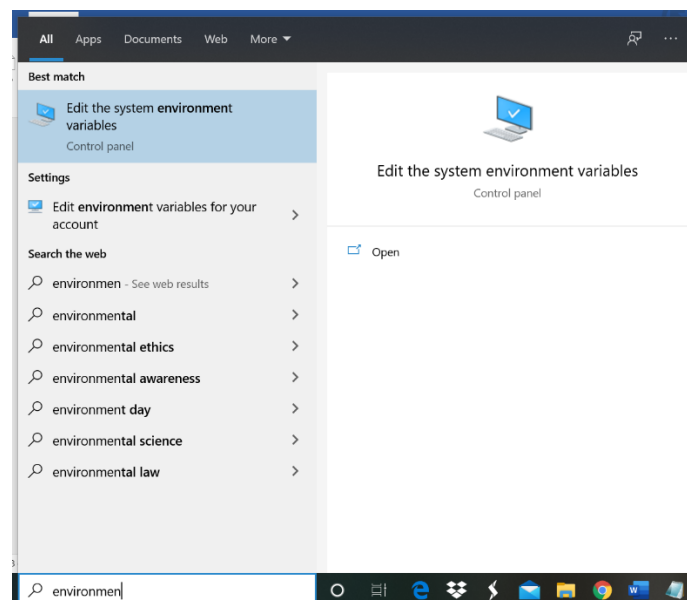 All Apps Documents Web More
Best match
Edit the system environment
variables
Control panel
Settings
Edit environment variables for your
account
Search the web
environmen - See web results
environmental
environmental ethics
environmental awareness
environment day
environmental science
environmental law
Edit the system environment variables
Control panel
Open
environmen